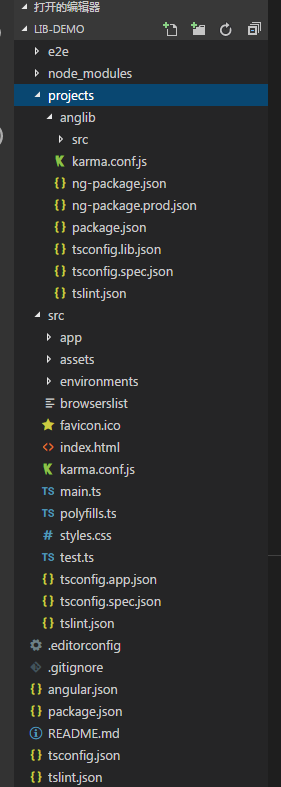 打开的编辑器
LIB-DEMO
e2e
node_modules
projects
anglib
src
karma.conf.js
ng-package.json
ng-package.prod.json
package.json
tsconfig.lib.json
tsconfig.spec.json
tslint.json
src
app
assets
environments
browserslist
favicon.ico
index.html
karma.conf.js
TS main.ts
TS polyfills.ts
# styles.css
TS test.ts
tsconfig.app.json
tsconfig.spec.json
tslint.json
.editorconfig
.gitignore
angular.json
package.json
README.md
tsconfig.json
tslint.json